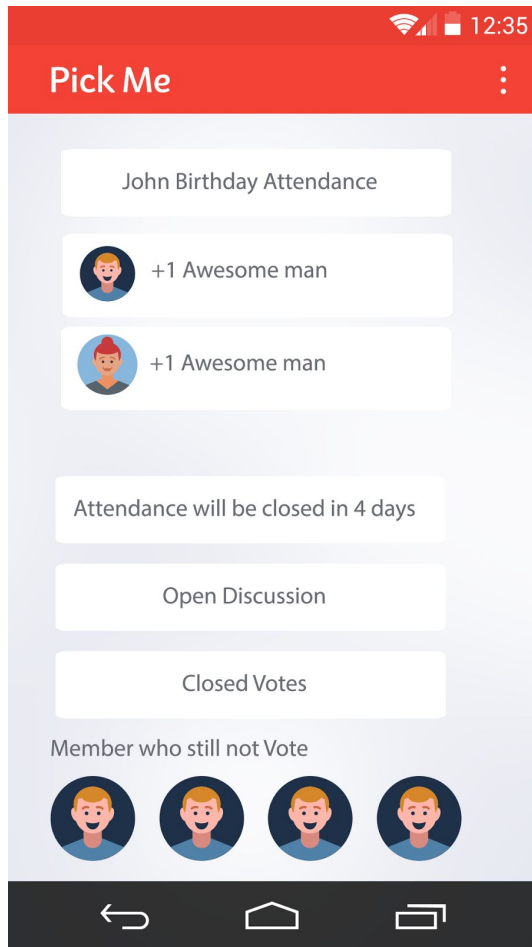 12:35
Pick Me
John Birthday Attendance
+1 Awesome man
+1 Awesome man
Attendance will be closed in 4 days
Open Discussion
Closed Votes
Member who still not Vote